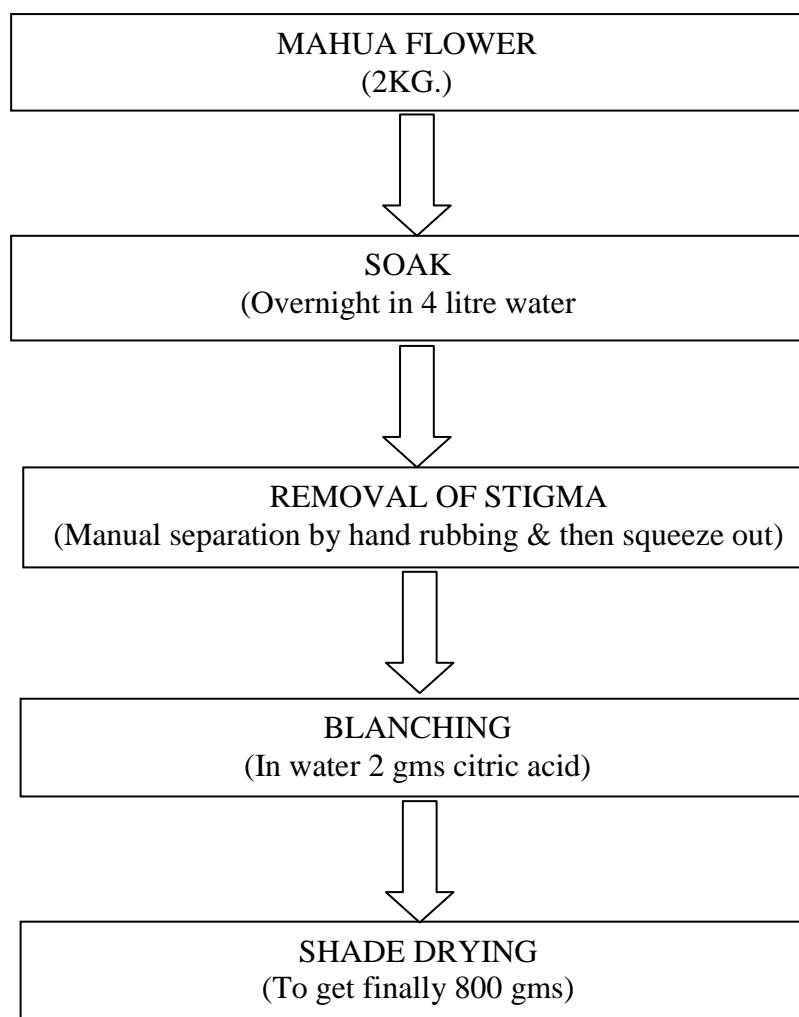 MAHUA FLOWER
(2KG.)
SOAK
(Overnight in 4 litre water
REMOVAL OF STIGMA
(Manual separation by hand rubbing & then squeeze out)
BLANCHING
(In water 2 gms citric acid)
SHADE DRYING
(To get finally 800 gms)